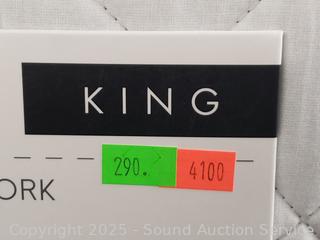 KING
290. 4100
ORK
Copyright 2025 - Sound Auction Service